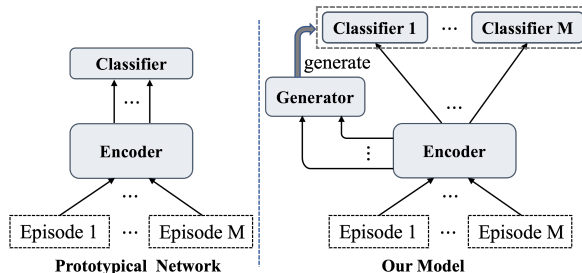 Classifier
...
Encoder
...
Episode 1 ... Episode M
Prototypical Network
Classifier 1 ... Classifier M
generate
Generator
...
...
Encoder
...
Episode 1 ... Episode M
Our Model